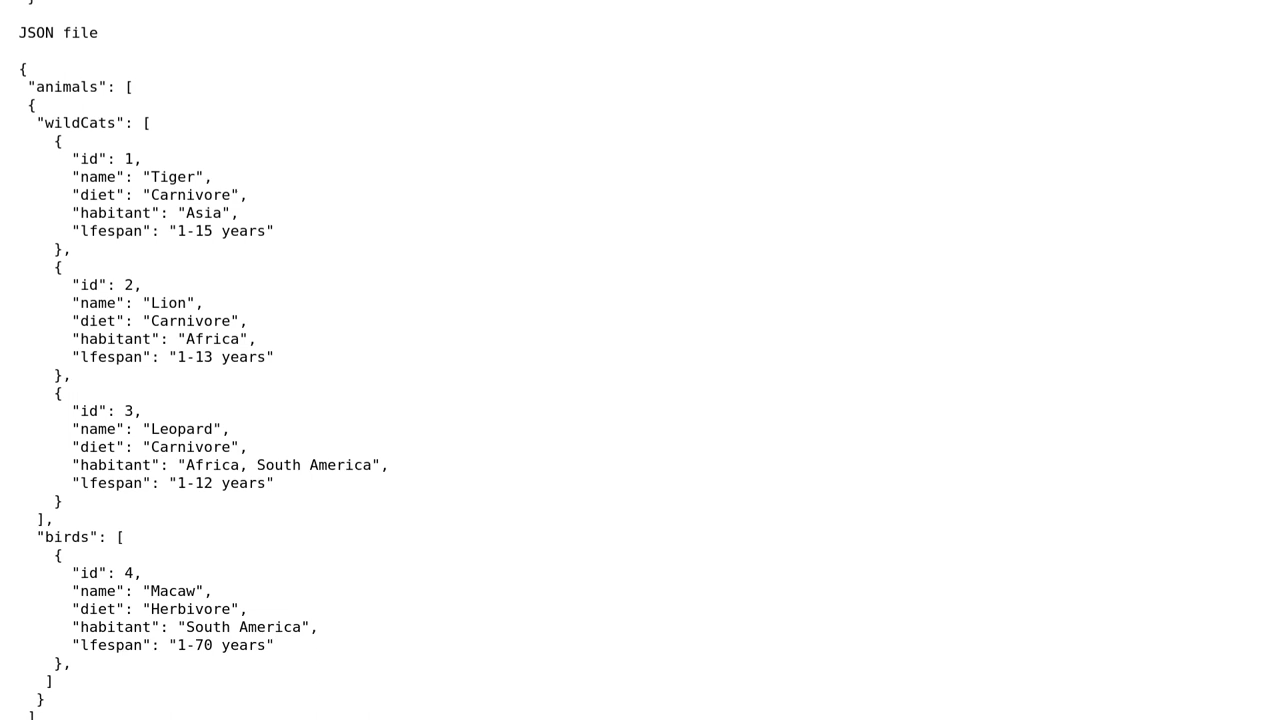 }
JSON file
{
"animals": [
{
"wildCats": [
{
"id": 1,
"name": "Tiger",
"diet": "Carnivore",
"habitant": "Asia",
"lfespan": "1-15 years"
},
{
"id": 2,
"name": "Lion",
"diet": "Carnivore",
"habitant": "Africa",
"lfespan": "1-13 years"
},
{
"id": 3,
"name": "Leopard",
"diet": "Carnivore",
"habitant": "Africa, South America",
"lfespan": "1-12 years"
}
],
"birds": [
{
"id": 4,
"name": "Macaw",
"diet": "Herbivore",
"habitant": "South America",
"lfespan": "1-70 years"
},
]
}
]